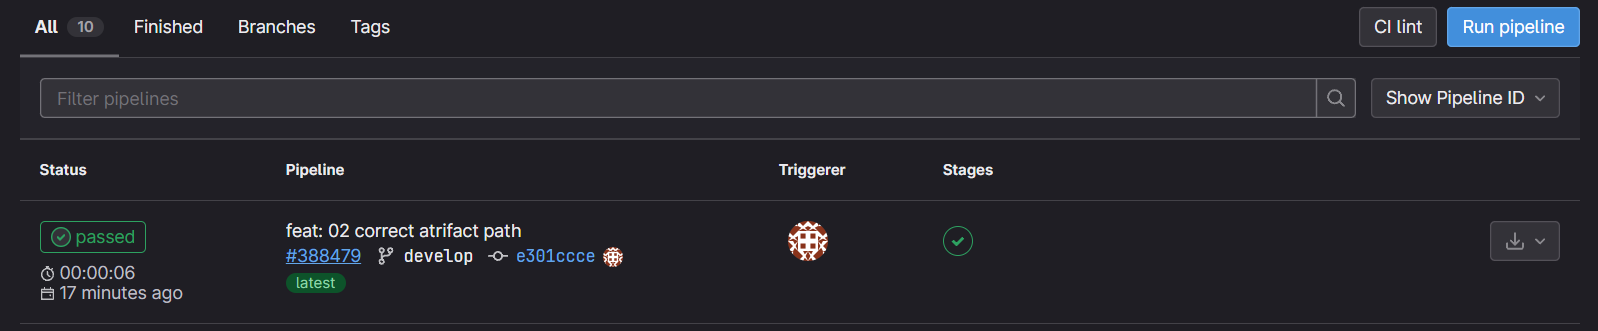 All 10 Finished Branches Tags CI lint Run pipeline
Filter pipelines Show Pipeline ID
Status Pipeline Triggerer Stages
passed feat: 02 correct atrifact path
#388479 develop e301ccce
00:00:06 latest
17 minutes ago